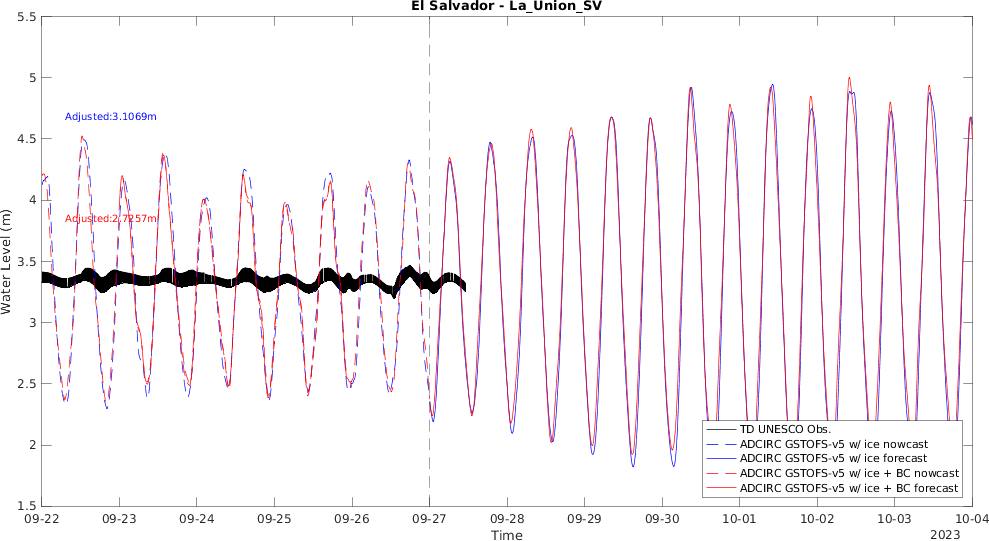 El Salvador - La_Union_SV
5.5
5
4.5
4
3.5
3
2.5
2
1.5
Water Level (m)
Adjusted:3.1069m
Adjusted:2.7257m
TD UNESCO Obs.
ADCIRC GSTOFS-v5 w/ ice nowcast
ADCIRC GSTOFS-v5 w/ ice forecast
ADCIRC GSTOFS-v5 w/ ice + BC nowcast
ADCIRC GSTOFS-v5 w/ ice + BC forecast
09-22 09-23 09-24 09-25 09-26 09-27 09-28 09-29 09-30 10-01 10-02 10-03 10-04
Time
2023